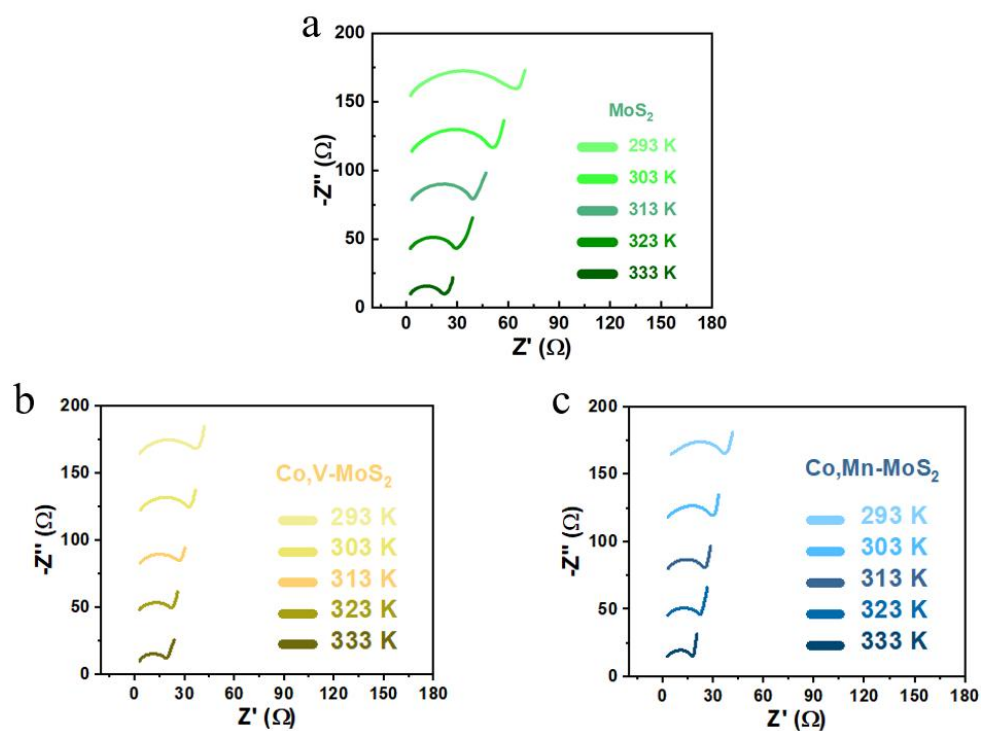 a
200
150
100
50
0
-Z'' (Ω)
MoS₂
293 K
303 K
313 K
323 K
333 K
0 30 60 90 120 150 180
Z' (Ω)
b
200
150
100
50
0
-Z'' (Ω)
Co,V-MoS₂
293 K
303 K
313 K
323 K
333 K
0 30 60 90 120 150 180
Z' (Ω)
c
200
150
100
50
0
-Z'' (Ω)
Co,Mn-MoS₂
293 K
303 K
313 K
323 K
333 K
0 30 60 90 120 150 180
Z' (Ω)